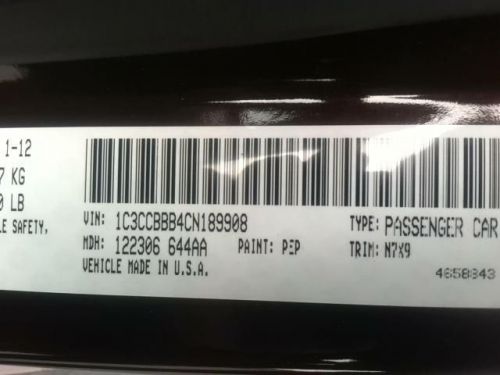 1-12
7 KG
0 LB
LE SAFETY,
VIN: 1C3CCBBB4CN189908 TYPE: PASSENGER CAR
MDH: 122306 644AA PAINT: PEP TRIM: N7X9
VEHICLE MADE IN U.S.A.
4658843